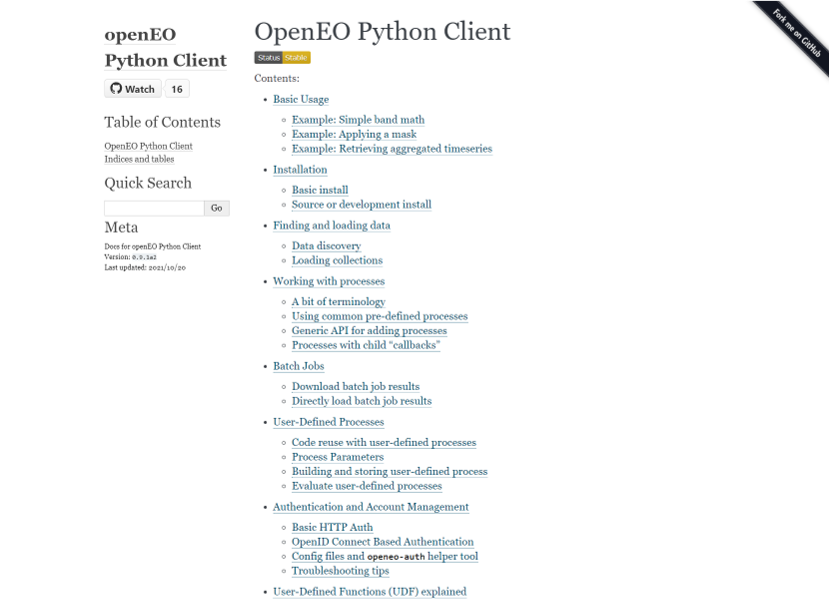 openEO
Python Client
Watch 16
Table of Contents
OpenEO Python Client
Indices and tables
Quick Search
Go
Meta
Docs for openEO Python Client
Version: 0.9.1a2
Last updated: 2021/10/20
OpenEO Python Client
Status Stable
Contents:
Basic Usage
Example: Simple band math
Example: Applying a mask
Example: Retrieving aggregated timeseries
Installation
Basic install
Source or development install
Finding and loading data
Data discovery
Loading collections
Working with processes
A bit of terminology
Using common pre-defined processes
Generic API for adding processes
Processes with child “callbacks”
Batch Jobs
Download batch job results
Directly load batch job results
User-Defined Processes
Code reuse with user-defined processes
Process Parameters
Building and storing user-defined process
Evaluate user-defined processes
Authentication and Account Management
Basic HTTP Auth
OpenID Connect Based Authentication
Config files and openeo-auth helper tool
Troubleshooting tips
User-Defined Functions (UDF) explained
Fork me on GitHub